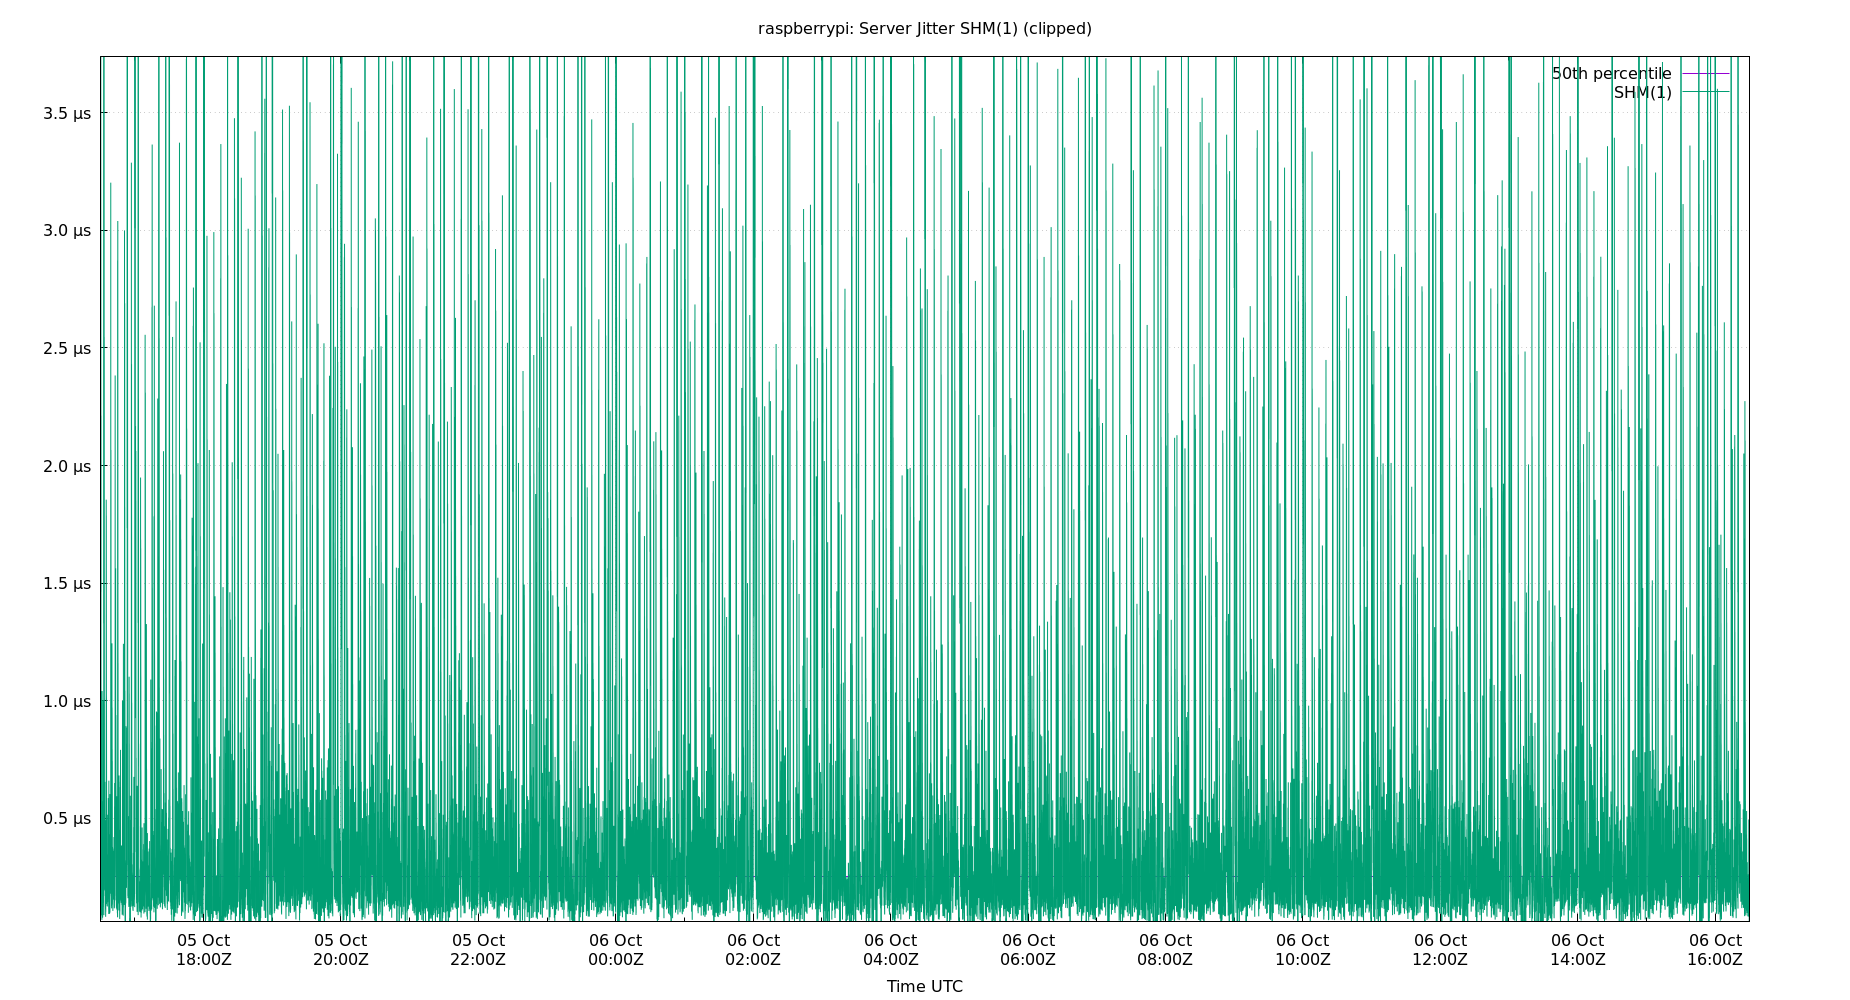 raspberrypi: Server Jitter SHM(1) (clipped)
50th percentile
SHM(1)
3.5 µs
3.0 µs
2.5 µs
2.0 µs
1.5 µs
1.0 µs
0.5 µs
05 Oct 05 Oct 05 Oct 06 Oct 06 Oct 06 Oct 06 Oct 06 Oct 06 Oct 06 Oct 06 Oct 06 Oct
18:00Z 20:00Z 22:00Z 00:00Z 02:00Z 04:00Z 06:00Z 08:00Z 10:00Z 12:00Z 14:00Z 16:00Z
Time UTC